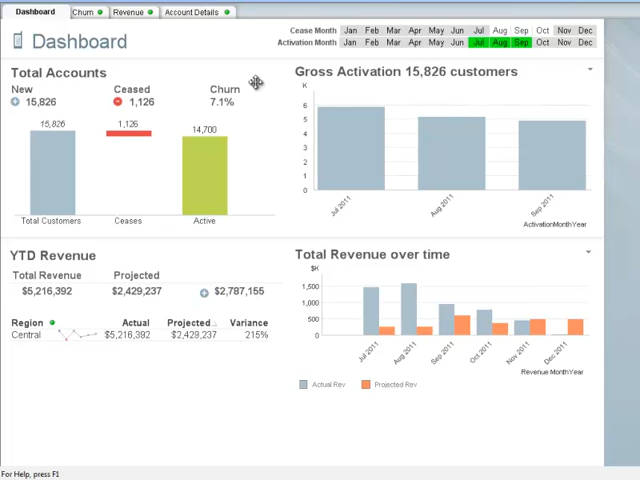 Dashboard Churn Revenue Account Details
Cease Month Jan Feb Mar Apr May Jun Jul Aug Sep Oct Nov Dec
Activation Month Jan Feb Mar Apr May Jun Jul Aug Sep Oct Nov Dec
Dashboard
Total Accounts
New Ceased Churn
15,826 1,126 7.1%
15,826 1,126 14,700
Total Customers Ceases Active
Gross Activation 15,826 customers
K
6
5
4
3
2
1
0
Jul 2011 Aug 2011 Sep 2011
ActivationMonthYear
YTD Revenue
Total Revenue Projected
$5,216,392 $2,429,237 $2,787,155
Region Actual Projected Variance
Central $5,216,392 $2,429,237 215%
Total Revenue over time
$K
1,500
1,000
500
0
Jul 2011 Aug 2011 Sep 2011 Oct 2011 Nov 2011 Dec 2011
Revenue MonthYear
Actual Rev Projected Rev
For Help, press F1